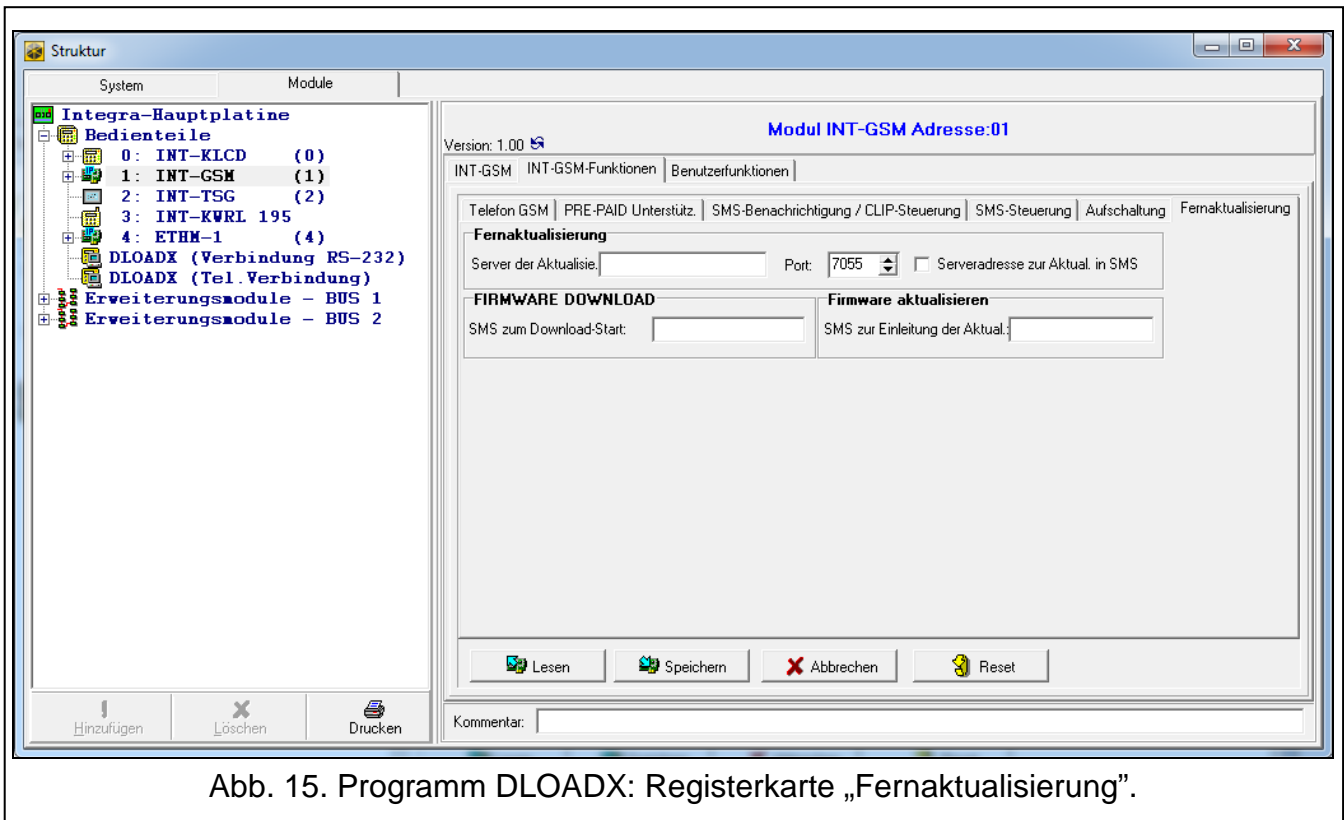 Struktur
System Module
Integra-Hauptplatine
Bedienteile
0: INT-KLCD (0)
1: INT-GSM (1)
2: INT-TSG (2)
3: INT-KWRL 195
4: ETHM-1 (4)
DLOADX (Verbindung RS-232)
DLOADX (Tel.Verbindung)
Erweiterungsmodule - BUS 1
Erweiterungsmodule - BUS 2
Hinzufügen Löschen Drucken
Modul INT-GSM Adresse:01
Version: 1.00
INT-GSM INT-GSM-Funktionen Benutzerfunktionen
Telefon GSM PRE-PAID Unterstütz. SMS-Benachrichtigung / CLIP-Steuerung SMS-Steuerung Aufschaltung Fernaktualisierung
Fernaktualisierung
Server der Aktualisie. Port: 7055 Serveradresse zur Aktual. in SMS
FIRMWARE DOWNLOAD Firmware aktualisieren
SMS zum Download-Start: SMS zur Einleitung der Aktual.:
Lesen Speichern Abbrechen Reset
Kommentar:
Abb. 15. Programm DLOADX: Registerkarte „Fernaktualisierung”.